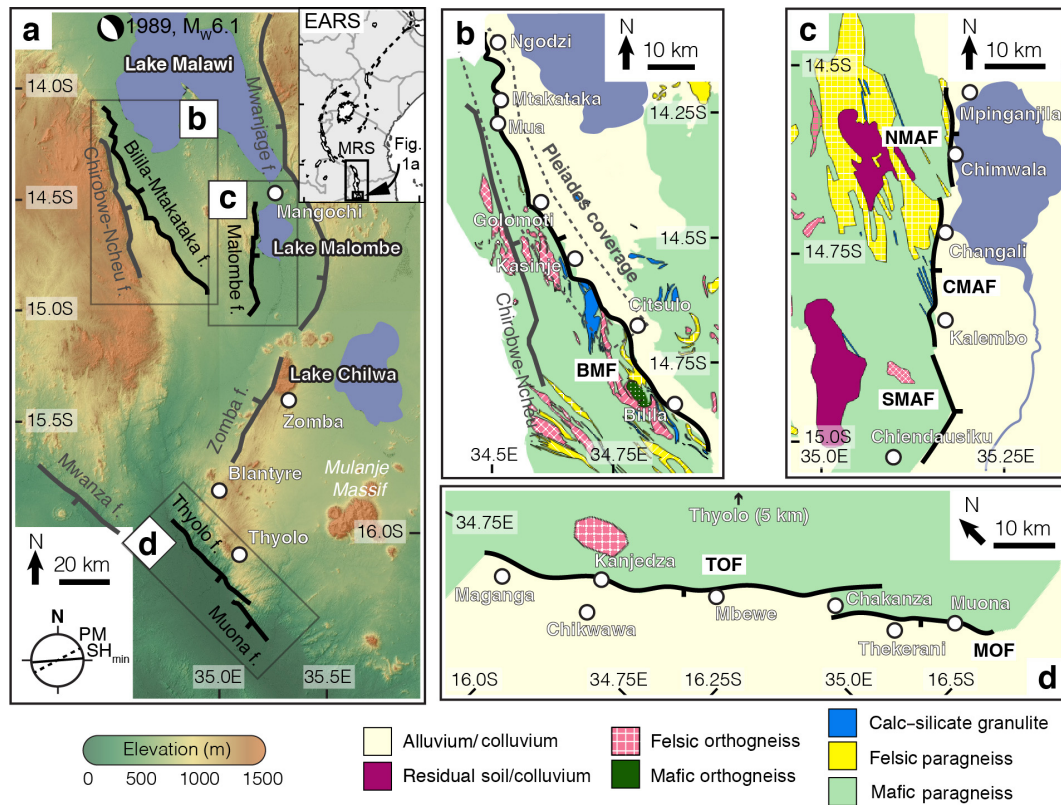 a
1989, MW6.1
Lake Malawi
14.0S
b
Mwanjage f.
Bilila-Mtakataka f.
Chirobwe-Ncheu f.
14.5S
c
Mangochi
Malombe f.
Lake Malombe
15.0S
Lake Chilwa
Zomba f.
Zomba
15.5S
Blantyre
Mulanje
Massif
Mwanza f.
Thyolo f.
16.0S
Thyolo
d
N
20 km
Muona f.
N
PM
SHmin
35.0E
35.5E
EARS
MRS
Fig.
1a
b
N
10 km
Ngodzi
Mtakataka
Mua
14.25S
Pleiades coverage
Golomoti
14.5S
Kasinje
Chirobwe-Ncheu
Citsulo
14.75S
BMF
Bilila
34.5E
34.75E
c
N
10 km
14.5S
Mpinganjila
NMAF
Chimwala
14.75S
Changali
CMAF
Kalembo
SMAF
15.0S
Chiendausiku
35.0E
35.25E
34.75E
Thyolo (5 km)
N
10 km
Kanjedza
TOF
Maganga
Mbewe
Chakanza
Muona
Chikwawa
Thekerani
MOF
16.0S
34.75E
16.25S
35.0E
16.5S
d
Elevation (m)
0 500 1000 1500
Alluvium/colluvium
Residual soil/colluvium
Felsic orthogneiss
Mafic orthogneiss
Calc-silicate granulite
Felsic paragneiss
Mafic paragneiss